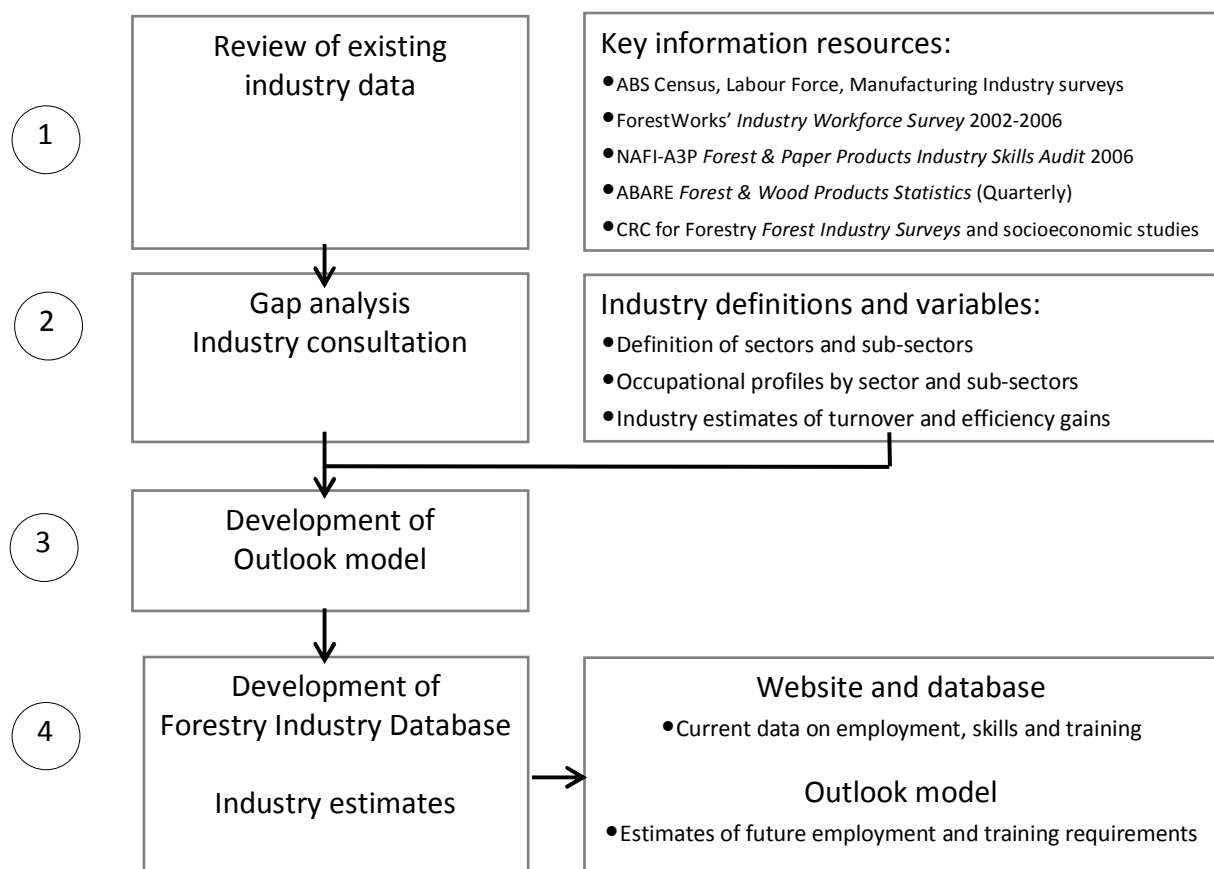 1
Review of existing
industry data
Key information resources:
•ABS Census, Labour Force, Manufacturing Industry surveys
•ForestWorks’ Industry Workforce Survey 2002-2006
•NAFI-A3P Forest & Paper Products Industry Skills Audit 2006
•ABARE Forest & Wood Products Statistics (Quarterly)
•CRC for Forestry Forest Industry Surveys and socioeconomic studies
2
Gap analysis
Industry consultation
Industry definitions and variables:
•Definition of sectors and sub-sectors
•Occupational profiles by sector and sub-sectors
•Industry estimates of turnover and efficiency gains
3
Development of
Outlook model
4
Development of
Forestry Industry Database
Industry estimates
Website and database
•Current data on employment, skills and training
Outlook model
•Estimates of future employment and training requirements